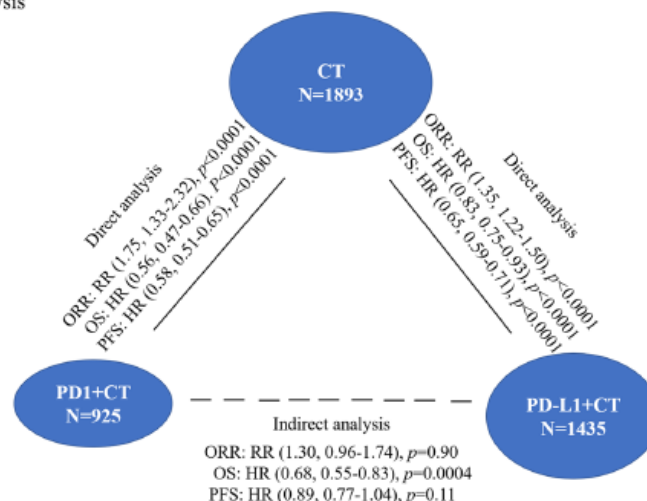 ysis
CT
N=1893
Direct analysis
ORR: RR (1.75, 1.33-2.32), p<0.0001
OS: HR (0.56, 0.47-0.66), p<0.0001
PFS: HR (0.58, 0.51-0.65), p<0.0001
Direct analysis
ORR: RR (1.35, 1.22-1.50), p<0.0001
OS: HR (0.83, 0.75-0.93), p<0.0001
PFS: HR (0.65, 0.59-0.71), p<0.0001
PD1+CT
N=925
PD-L1+CT
N=1435
Indirect analysis
ORR: RR (1.30, 0.96-1.74), p=0.90
OS: HR (0.68, 0.55-0.83), p=0.0004
PFS: HR (0.89, 0.77-1.04), p=0.11